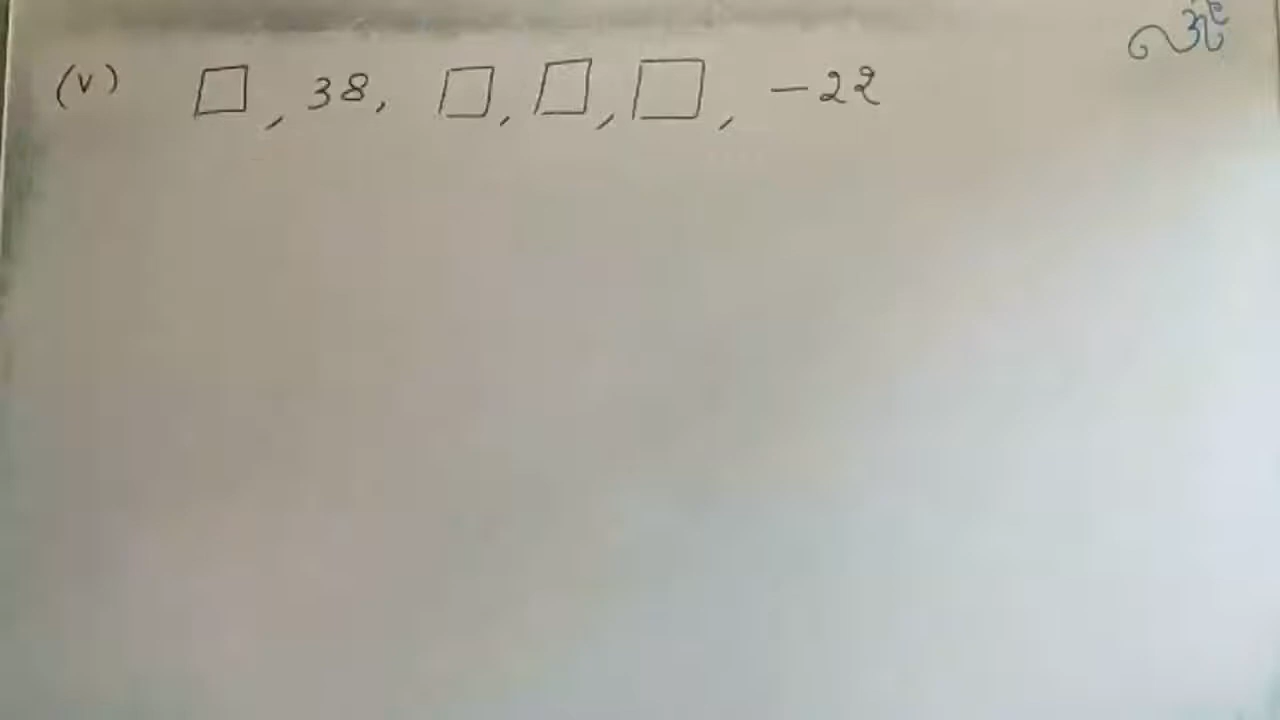 (v) □, 38, □, □, □, -22